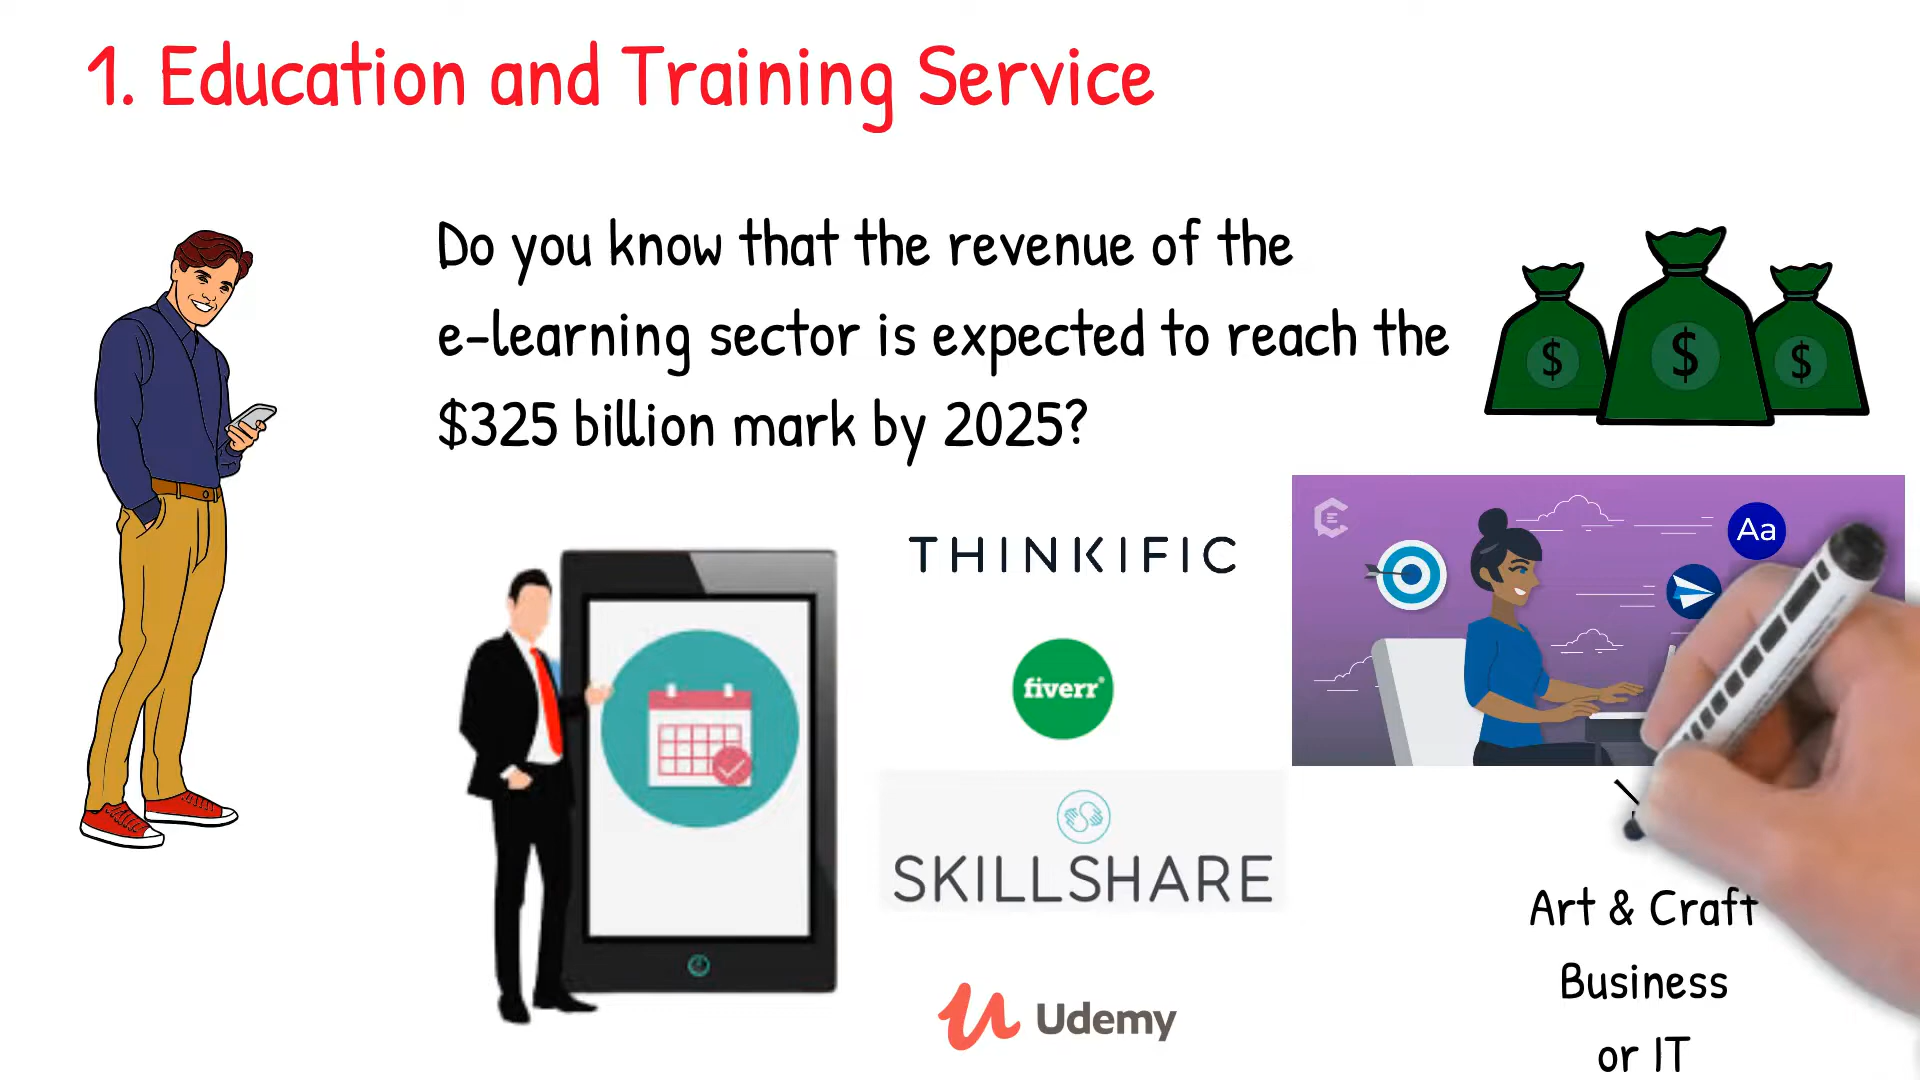 1. Education and Training Service
Do you know that the revenue of the
e-learning sector is expected to reach the
$325 billion mark by 2025?
$ $ $
THINKIFIC
Aa
fiverr®
SKILLSHARE
Udemy
Art & Craft
Business
or IT